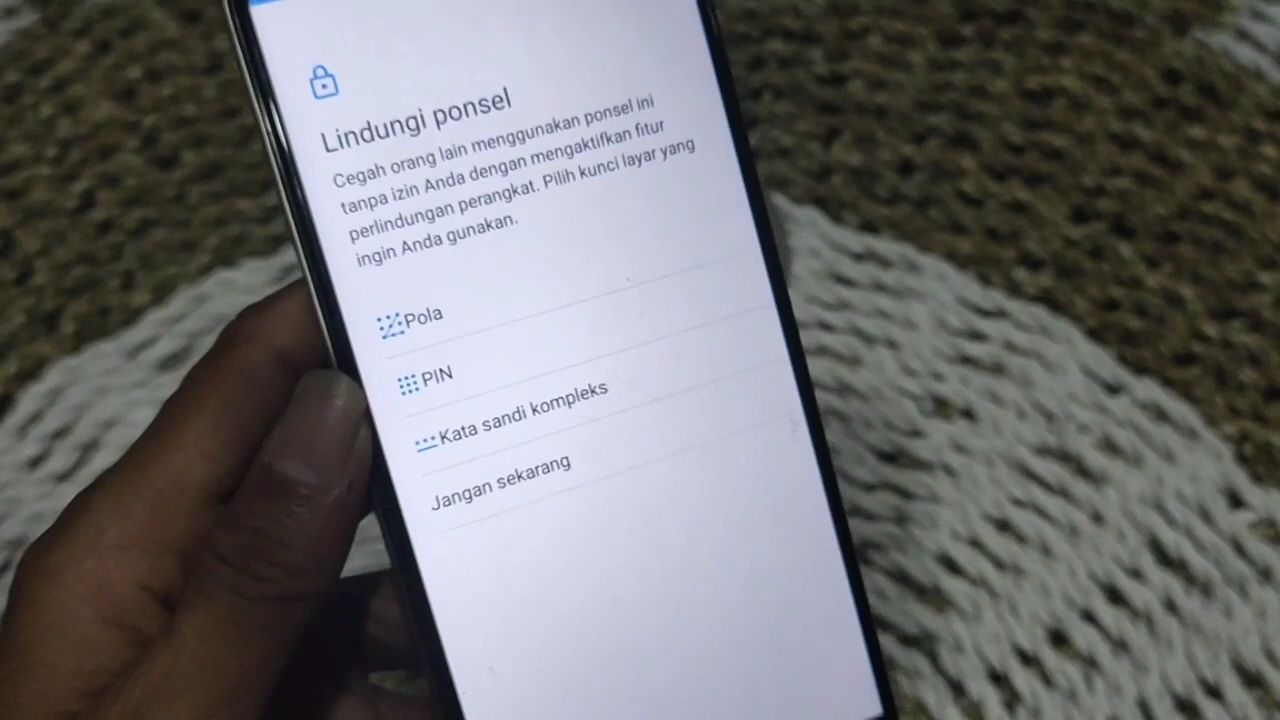 Lindungi ponsel
Cegah orang lain menggunakan ponsel ini
tanpa izin Anda dengan mengaktifkan fitur
perlindungan perangkat. Pilih kunci layar yang
ingin Anda gunakan.
Pola
PIN
Kata sandi kompleks
Jangan sekarang